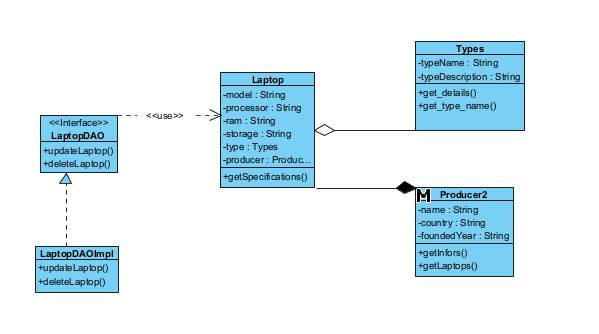 <<Interface>>
LaptopDAO
+updateLaptop()
+deleteLaptop()
<<use>>
Laptop
-model : String
-processor : String
-ram : String
-storage : String
-type : Types
-producer : Produc...
+getSpecifications()
Types
-typeName : String
-typeDescription : String
+get_details()
+get_type_name()
M
Producer2
-name : String
-country : String
-foundedYear : String
+getInfors()
+getLaptops()
LaptopDAOImpl
+updateLaptop()
+deleteLaptop()